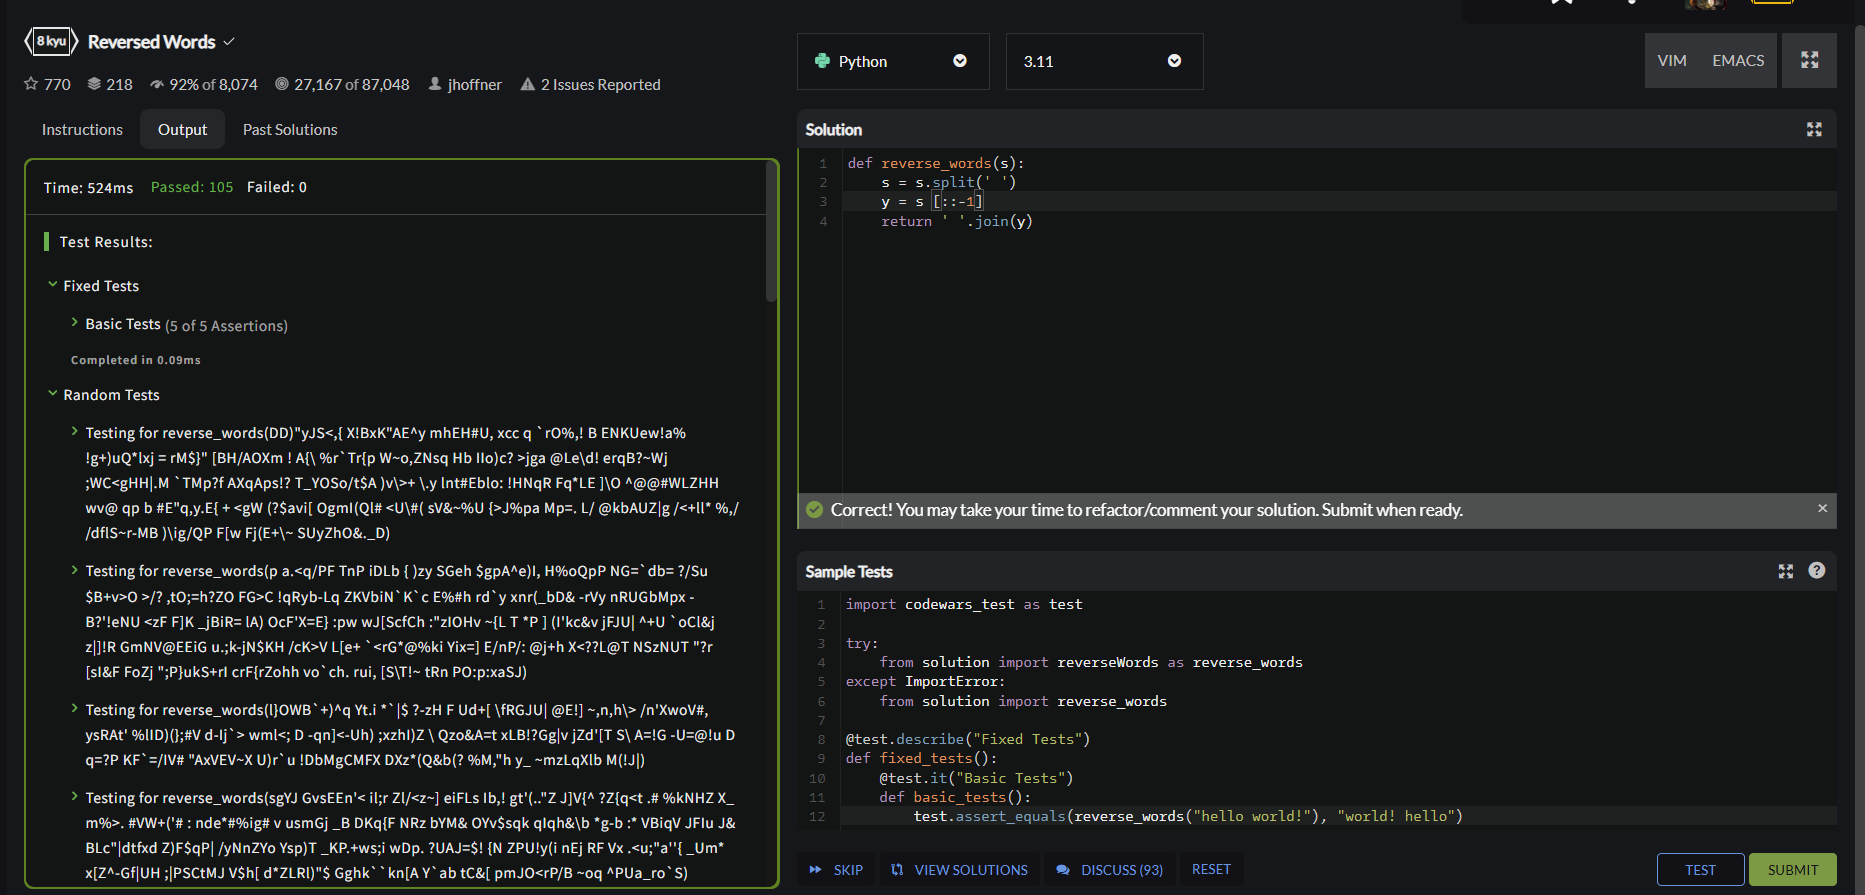 8 kyu Reversed Words
770 218 92% of 8,074 27,167 of 87,048 jhoffner 2 Issues Reported
Instructions Output Past Solutions
Time: 524ms Passed: 105 Failed: 0
Test Results:
Fixed Tests
Basic Tests (5 of 5 Assertions)
Completed in 0.09ms
Random Tests
Testing for reverse_words(DD)"yJS<,{ X!BxK"AE^y mhEH#U, xcc q `rO%,! B ENKUew!a%
!g+)uQ*lxj = rM$}" [BH/AOXm ! A{\ %r`Tr{p W~o,ZNsq Hb IIo)c? >jga @Le\d! erqB?~Wj
;WC<gHH|.M `TMp?f AXqAps!? T_YOSo/t$A )v\>+ \.y lnt#Eblo: !HNqR Fq*LE ]\O ^@@#WLZHH
wv@ qp b #E"q,y.E{ + <gW (?$avi[ OgmI(Ql# <U\#( sV&~%U {>J%pa Mp=. L/ @kbAUZ|g /<+ll* %,/
/dflS~r-MB )\ig/QP F[w Fj(E+\~ SUyZhO&._D)
Testing for reverse_words(p a.<q/PF TnP iDLb { )zy SGeh $gpA^e)I, H%oQpP NG=`db= ?/Su
$B+v>O >/? ,tO;=h?ZO FG>C !qRyb-Lq ZKVbiN`K`c E%#h rd`y xnr(_bD& -rVy nRUGbMpx -
B?'!eNU <zF F]K _jBiR= lA) OcF'X=E} :pw wJ[ScfCh :"zIOHv ~{L T *P ] (I'kc&v jFJU| ^+U `oCl&j
z|]!R GmNV@EEiG u.;k-jN$KH /cK>V L[e+ `<rG*@%ki Yix=] E/nP/: @j+h X<??L@T NSzNUT "?r
[sI&F FoZj ";P}ukS+rI crF{rZohh vo`ch. rui, [S\T!~ tRn PO:p:xaSJ)
Testing for reverse_words(l}OWB`+)^q Yt.i *`|$ ?-zH F Ud+[ \fRGJU| @E!] ~,n,h\> /n'XwoV#,
ysRAt' %lID)(};#V d-Ij`> wml<; D -qn]<-Uh) ;xzhI)Z \ Qzo&A=t xLB!?Gg|v jZd'[T S\ A=!G -U=@!u D
q=?P KF`=/IV# "AxVEV~X U)r`u !DbMgCMFX DXz*(Q&b(? %M,"h y_ ~mzLqXlb M(!J|)
Testing for reverse_words(sgYJ GvsEEn'< il;r Zl/<z~] eiFLs Ib,! gt'(.."Z J]V{^ ?Z{q<t .# %kNHZ X_
m%>. #VW+('# : nde*#%ig# v usmGj _B DKq{F NRz bYM& OYv$sqk qIqh&\b *g-b :* VBiqV JFIu J&
BLc"|dtfxd Z)F$qP| /yNnZYo Ysp)T _KP.+ws;i wDp. ?UAJ=$! {N ZPU!y(i nEj RF Vx .<u;"a''{ _Um*
x[Z^-Gf|UH ;|PSCtMJ V$h[ d*ZLRl)"$ Gghk``kn[A Y`ab tC&[ pmJO<rP/B ~oq ^PUa_ro`S)
Python 3.11 VIM EMACS
Solution
1 def reverse_words(s):
2 s = s.split(' ')
3 y = s [::-1]
4 return ' '.join(y)
Correct! You may take your time to refactor/comment your solution. Submit when ready. ×
Sample Tests ?
1 import codewars_test as test
2
3 try:
4 from solution import reverseWords as reverse_words
5 except ImportError:
6 from solution import reverse_words
7
8 @test.describe("Fixed Tests")
9 def fixed_tests():
10 @test.it("Basic Tests")
11 def basic_tests():
12 test.assert_equals(reverse_words("hello world!"), "world! hello")
SKIP VIEW SOLUTIONS DISCUSS (93) RESET TEST SUBMIT